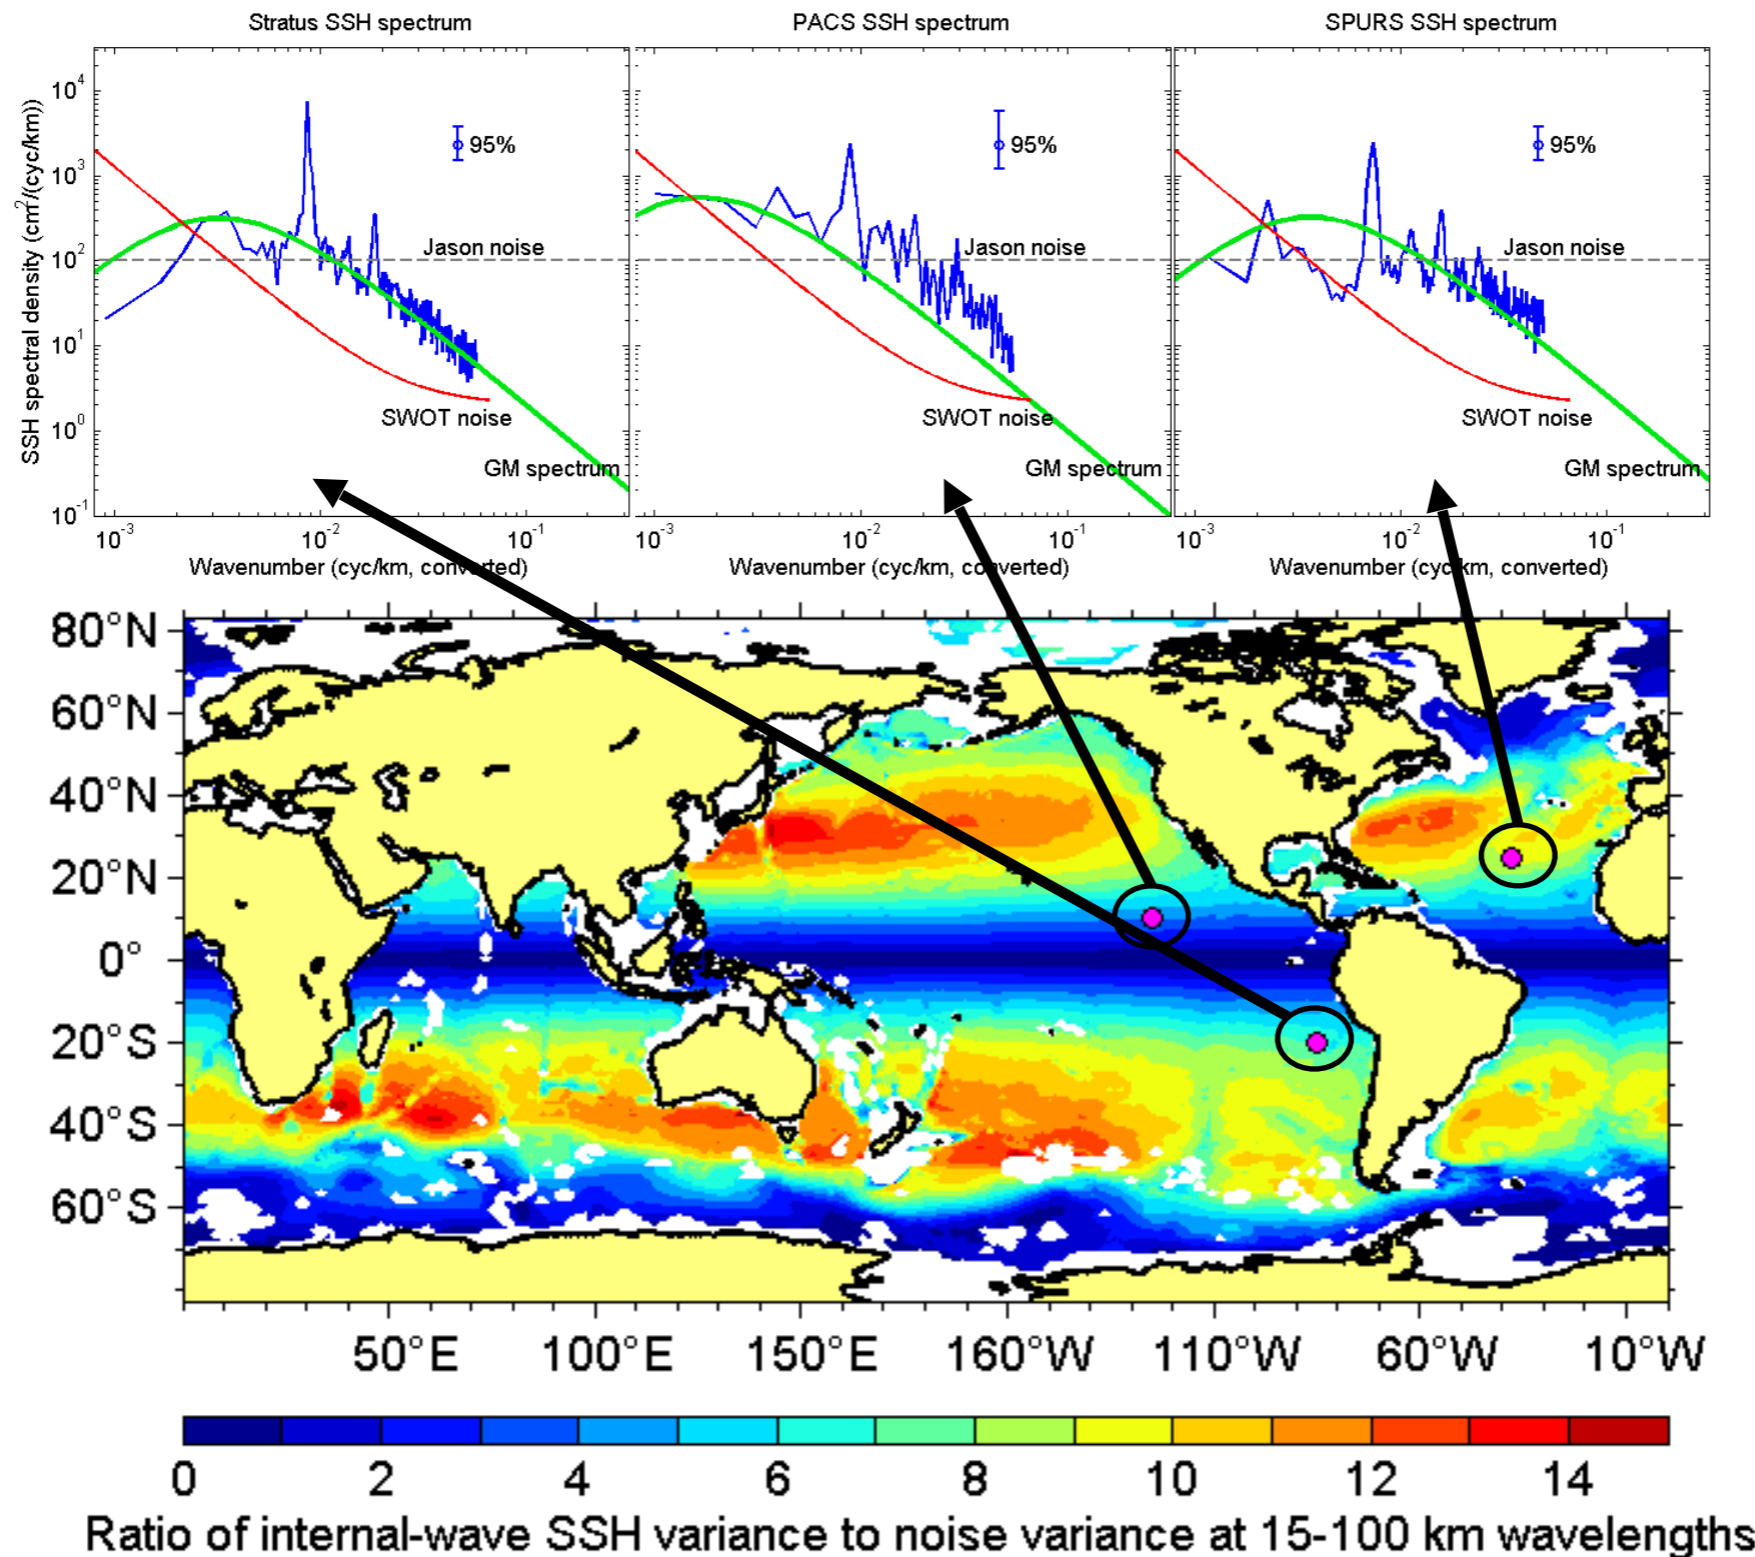 Stratus SSH spectrum
PACS SSH spectrum
SPURS SSH spectrum
SSH spectral density (cm²/(cyc/km))
10⁴
10³
10²
10¹
10⁰
10⁻¹
95%
Jason noise
SWOT noise
GM spectrum
95%
Jason noise
SWOT noise
GM spectrum
95%
Jason noise
SWOT noise
GM spectrum
10⁻³ 10⁻² 10⁻¹
10⁻³ 10⁻² 10⁻¹
10⁻³ 10⁻² 10⁻¹
Wavenumber (cyc/km, converted)
Wavenumber (cyc/km, converted)
Wavenumber (cyc/km, converted)
80°N
60°N
40°N
20°N
0°
20°S
40°S
60°S
50°E 100°E 150°E 160°W 110°W 60°W 10°W
0 2 4 6 8 10 12 14
Ratio of internal-wave SSH variance to noise variance at 15-100 km wavelengths